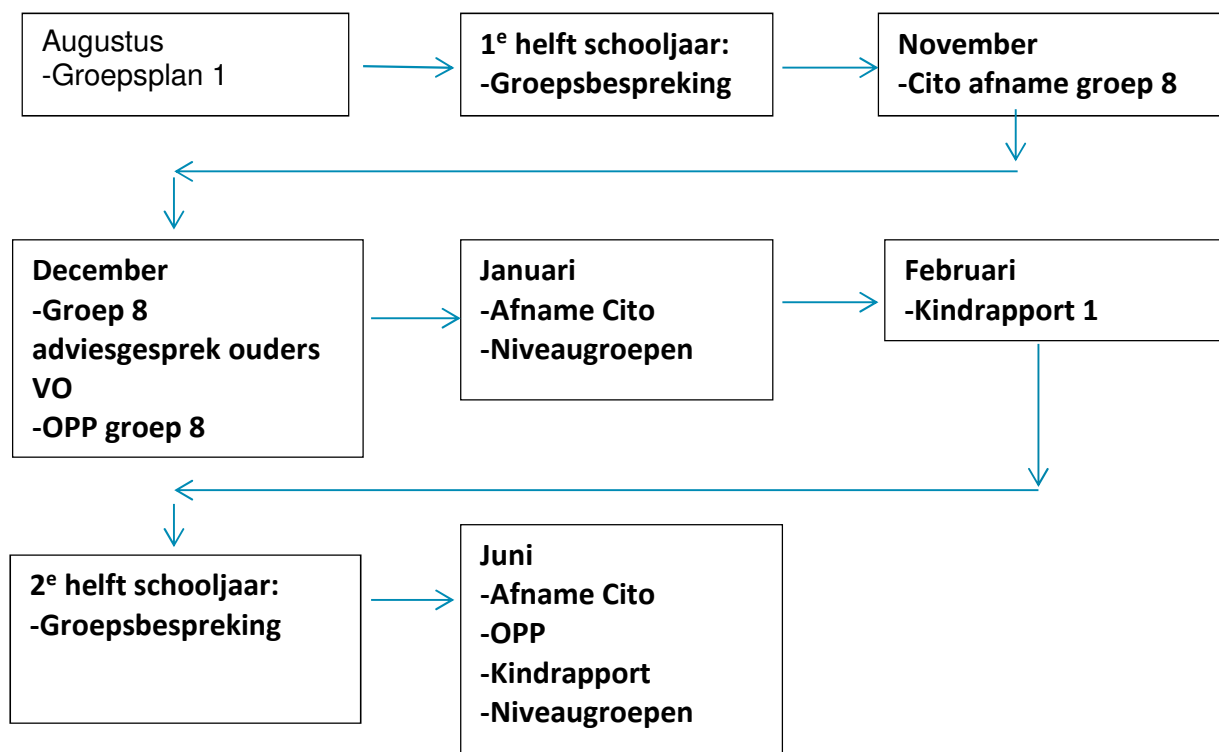 Augustus
-Groepsplan 1
1e helft schooljaar:
-Groepsbespreking
November
-Cito afname groep 8
December
-Groep 8
adviesgesprek ouders
VO
-OPP groep 8
Januari
-Afname Cito
-Niveaugroepen
Februari
-Kindrapport 1
2e helft schooljaar:
-Groepsbespreking
Juni
-Afname Cito
-OPP
-Kindrapport
-Niveaugroepen